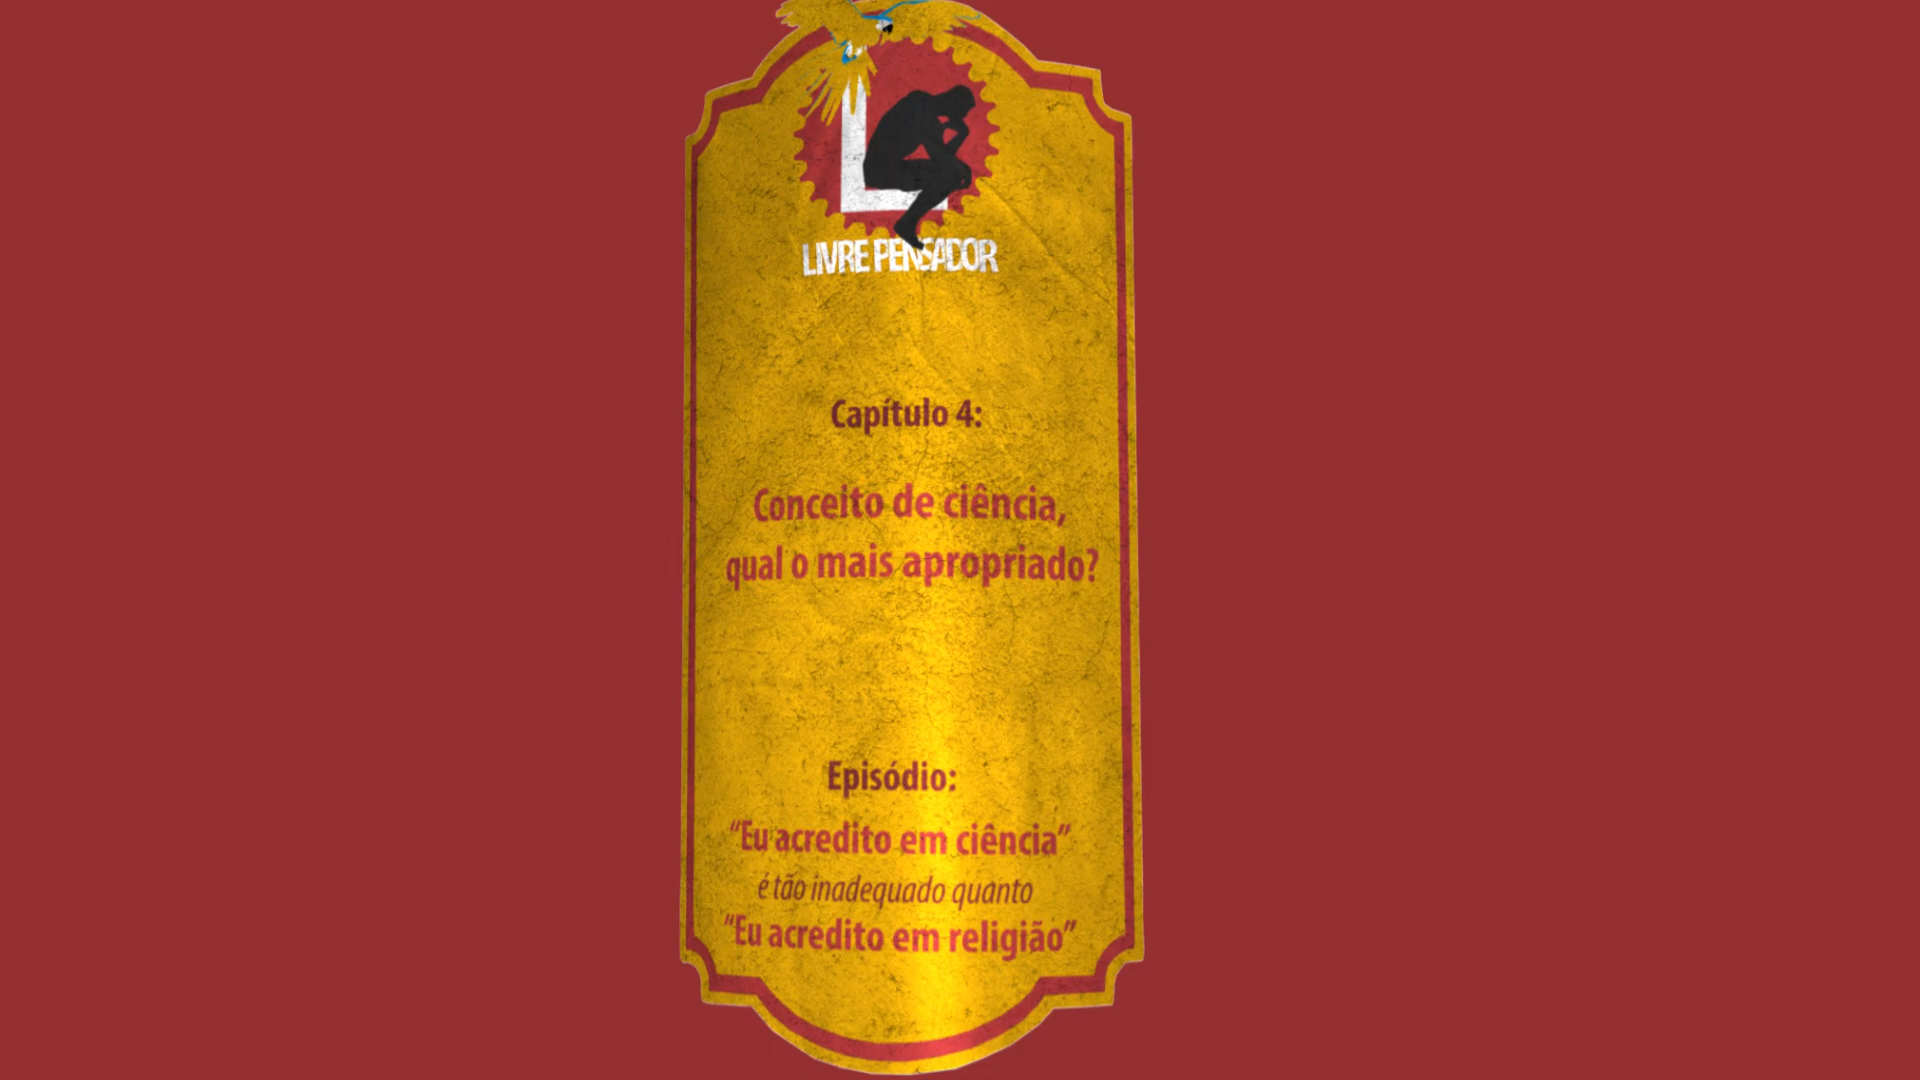 L
LIVRE PENSADOR
Capítulo 4:
Conceito de ciência,
qual o mais apropriado?
Episódio:
“Eu acredito em ciência”
é tão inadequado quanto
“Eu acredito em religião”